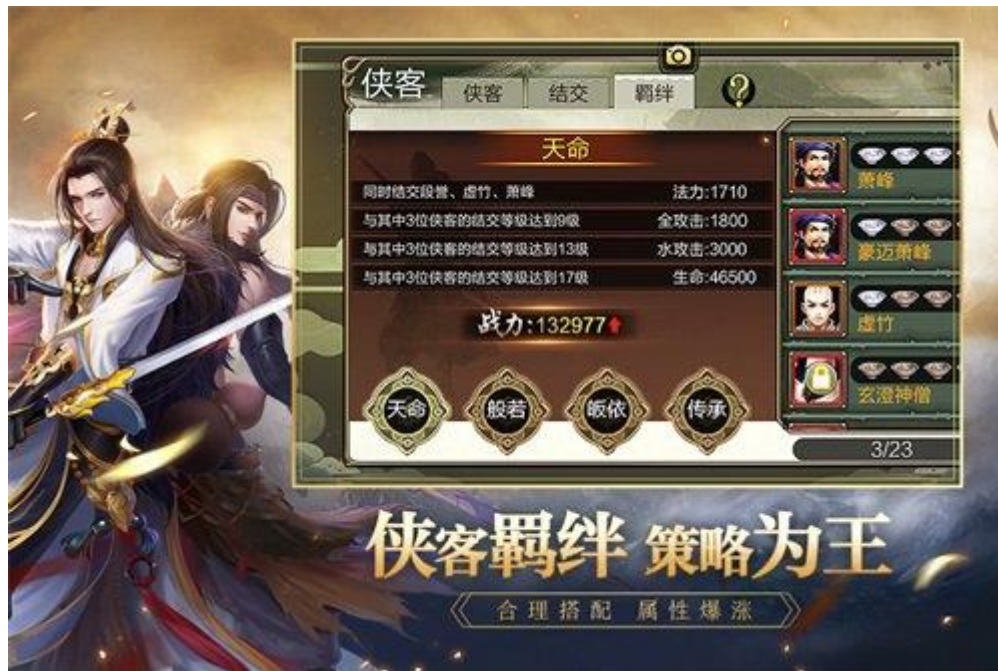 侠客
侠客 结交 羁绊 ?
天命
同时结交段誉、虚竹、萧峰 法力:1710
与其中3位侠客的结交等级达到9级 全攻击:1800
与其中3位侠客的结交等级达到13级 水攻击:3000
与其中3位侠客的结交等级达到17级 生命:46500
战力:132977
天命 般若 皈依 传承
萧峰
豪迈萧峰
虚竹
玄澄神僧
3/23
侠客羁绊 策略为王
合理搭配 属性爆涨